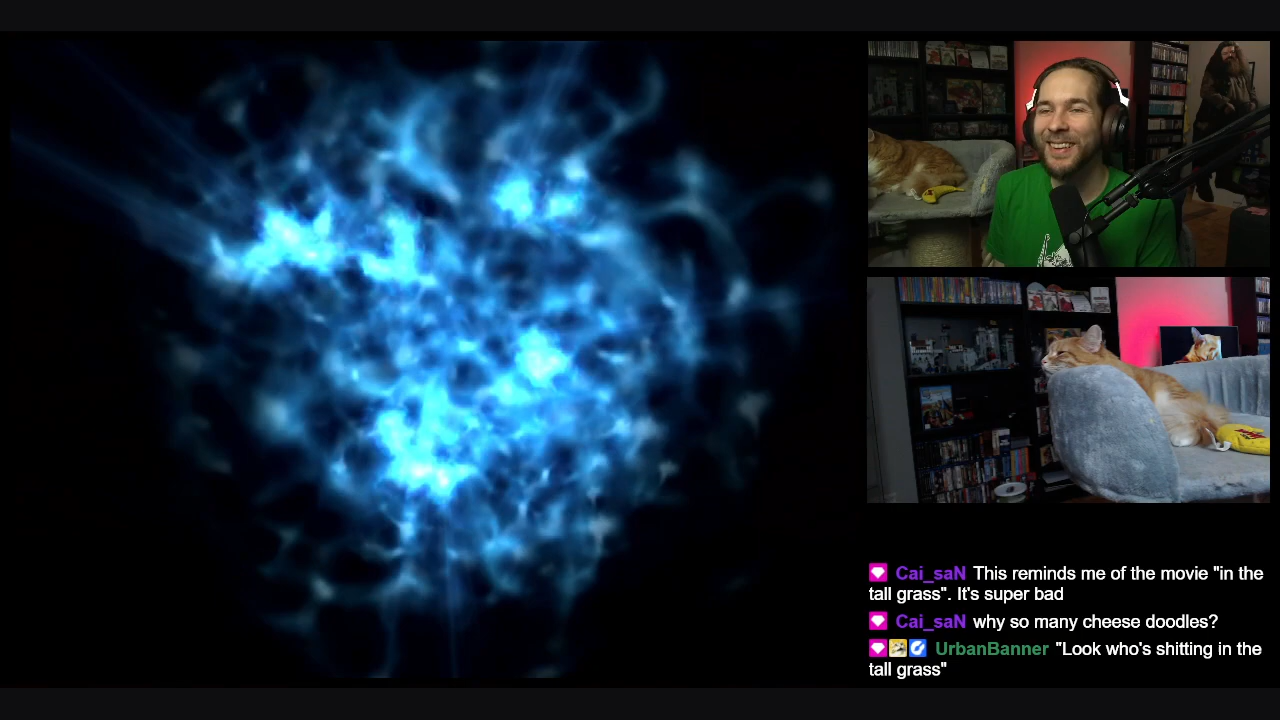 Cai_saN This reminds me of the movie "in the
tall grass". It's super bad
Cai_saN why so many cheese doodles?
UrbanBanner "Look who's shitting in the
tall grass"